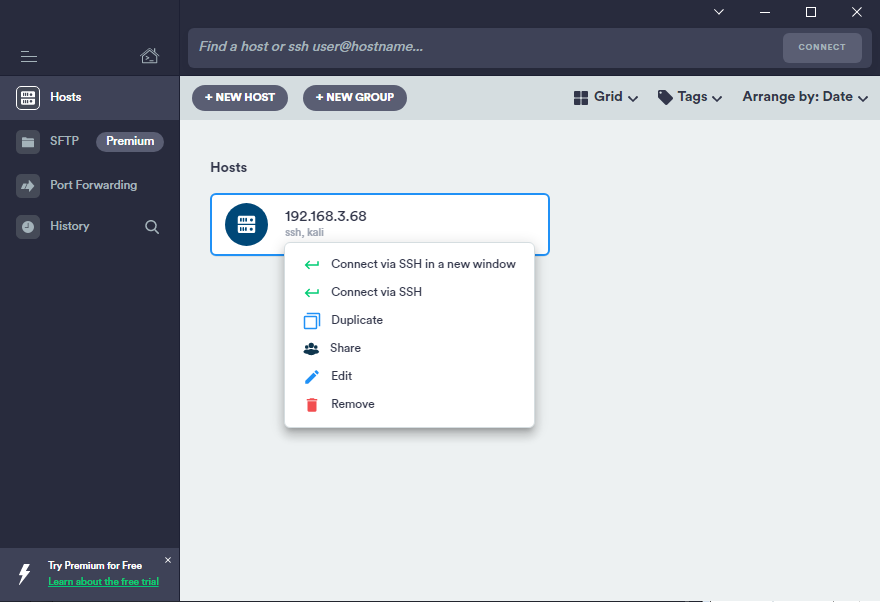 Find a host or ssh user@hostname...
CONNECT
Hosts
SFTP
Premium
Port Forwarding
History
+ NEW HOST
+ NEW GROUP
Grid
Tags
Arrange by: Date
Hosts
192.168.3.68
ssh, kali
Connect via SSH in a new window
Connect via SSH
Duplicate
Share
Edit
Remove
Try Premium for Free
Learn about the free trial